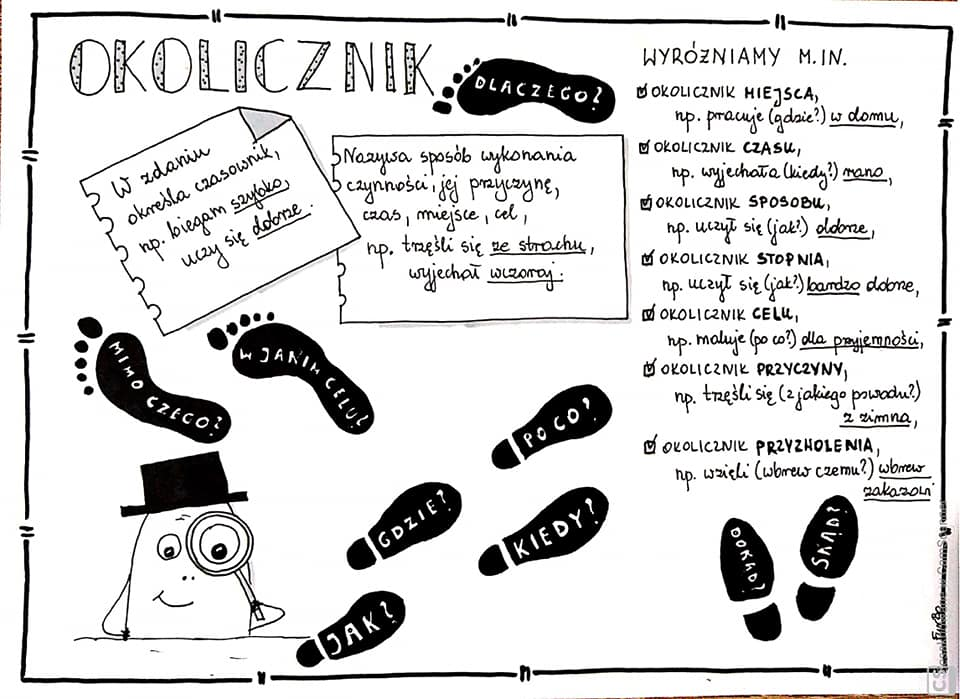 OKOLICZNIK
DLACZEGO?
W zdaniu
określa czasownik,
np. biegam szybko,
uczy się dobrze.
Nazywa sposób wykonania
czynności, jej przyczynę,
czas, miejsce, cel,
np. trzęśli się ze strachu,
wyjechał wczoraj.
MIMO CZEGO?
W JAKIM CELU?
PO CO?
GDZIE?
KIEDY?
JAK?
DOKĄD?
SKĄD?
WYRÓŻNIAMY M.IN.
OKOLICZNIK MIEJSCA,
np. pracuje (gdzie?) w domu,
OKOLICZNIK CZASU,
np. wyjechała (kiedy?) rano,
OKOLICZNIK SPOSOBU,
np. uczył się (jak?) dobrze,
OKOLICZNIK STOPNIA,
np. uczył się (jak?) bardzo dobrze,
OKOLICZNIK CELU,
np. maluje (po co?) dla przyjemności,
OKOLICZNIK PRZYCZYNY,
np. trzęśli się (z jakiego powodu?)
z zimna,
OKOLICZNIK PRZYZWOLENIA,
np. wzięli (wbrew czemu?) wbrew
zakazowi
CS